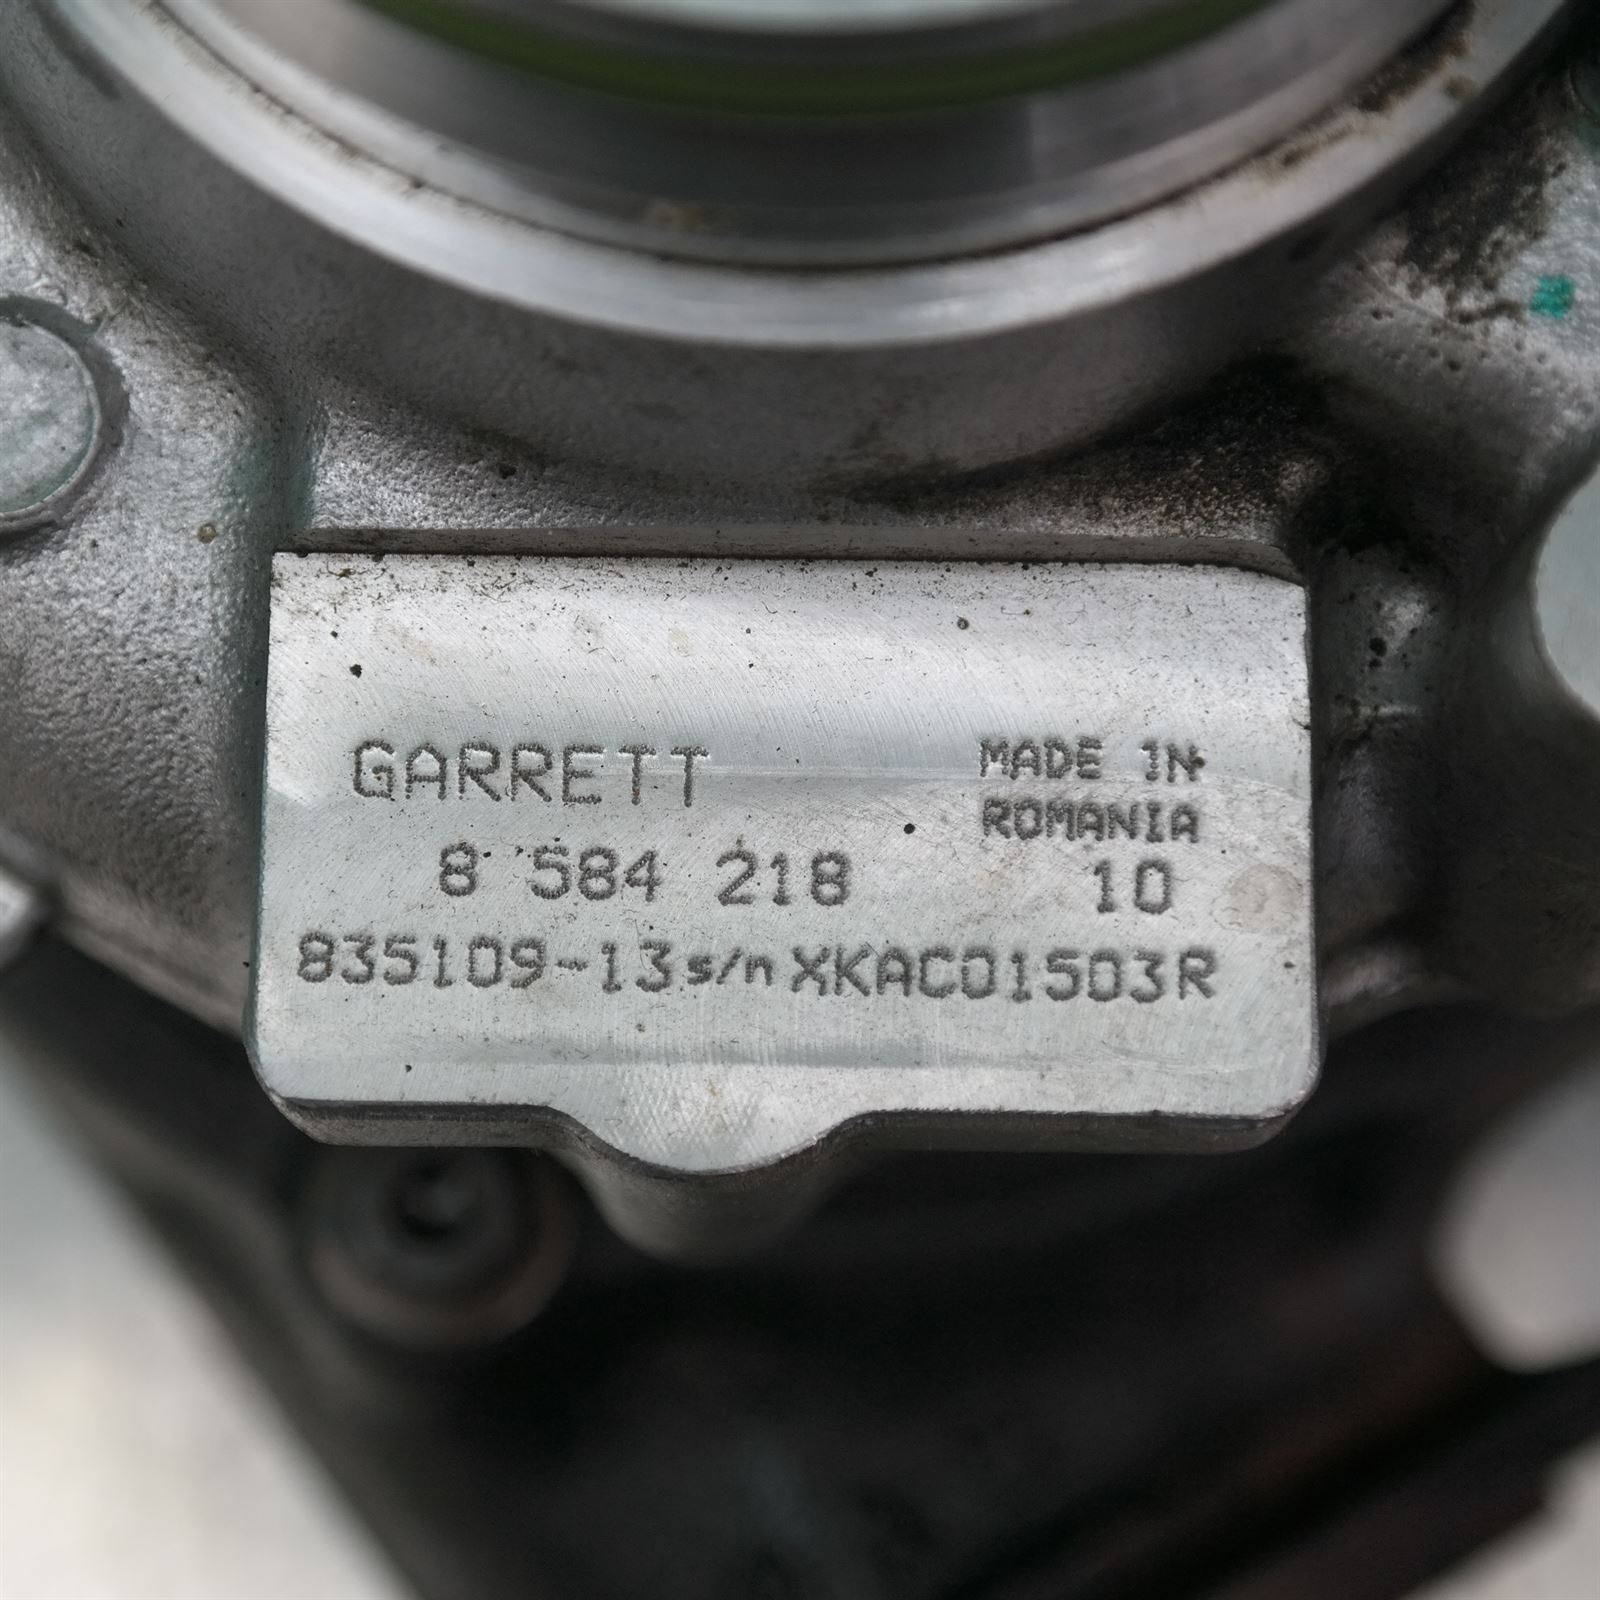 GARRETT
MADE IN
ROMANIA
8 584 218 10
835109-13 s/n XKAC01503R